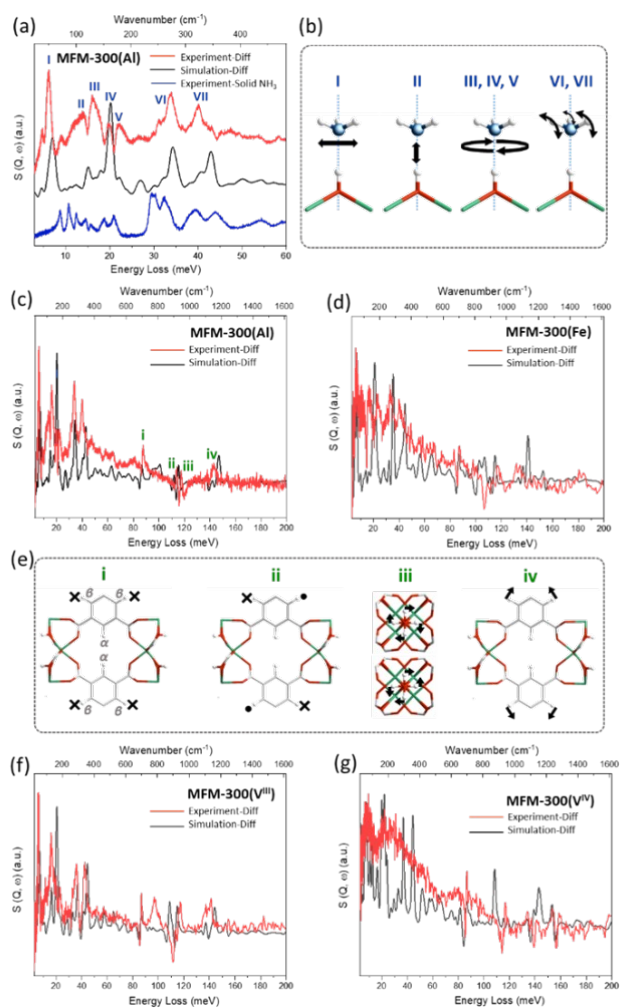 (a)
Wavenumber (cm⁻¹)
0 100 200 300 400
MFM-300(Al)
Experiment-Diff
Simulation-Diff
Experiment-Solid NH₃
I
II
III
IV
V
VI
VII
S (Q, ω) (a.u.)
10 20 30 40 50 60
Energy Loss (meV)
(b)
I II III, IV, V VI, VII
(c)
Wavenumber cm⁻¹
0 200 400 600 800 1000 1200 1400 1600
MFM-300(Al)
Experiment-Diff
Simulation-Diff
i
ii
iii
iv
S (Q, ω) (a.u.)
20 40 60 80 100 120 140 160 180 200
Energy Loss (meV)
(d)
Wavenumber cm⁻¹
0 200 400 600 800 1000 1200 1400 1600
MFM-300(Fe)
Experiment-Diff
Simulation-Diff
S (Q, ω) (a.u.)
20 40 60 80 100 120 140 160 180 200
Energy Loss (meV)
(e)
i ii iii iv
β β
α
α
β β
(f)
Wavenumber cm⁻¹
0 200 400 600 800 1000 1200 1400 1600
MFM-300(Vᴵᴵᴵ)
Experiment-Diff
Simulation-Diff
S (Q, ω) (a.u.)
20 40 60 80 100 120 140 160 180 200
Energy Loss (meV)
(g)
Wavenumber cm⁻¹
0 200 400 600 800 1000 1200 1400 1600
MFM-300(Vᴵⱽ)
Experiment-Diff
Simulation-Diff
S (Q, ω) (a.u.)
20 40 60 80 100 120 140 160 180 200
Energy Loss (meV)